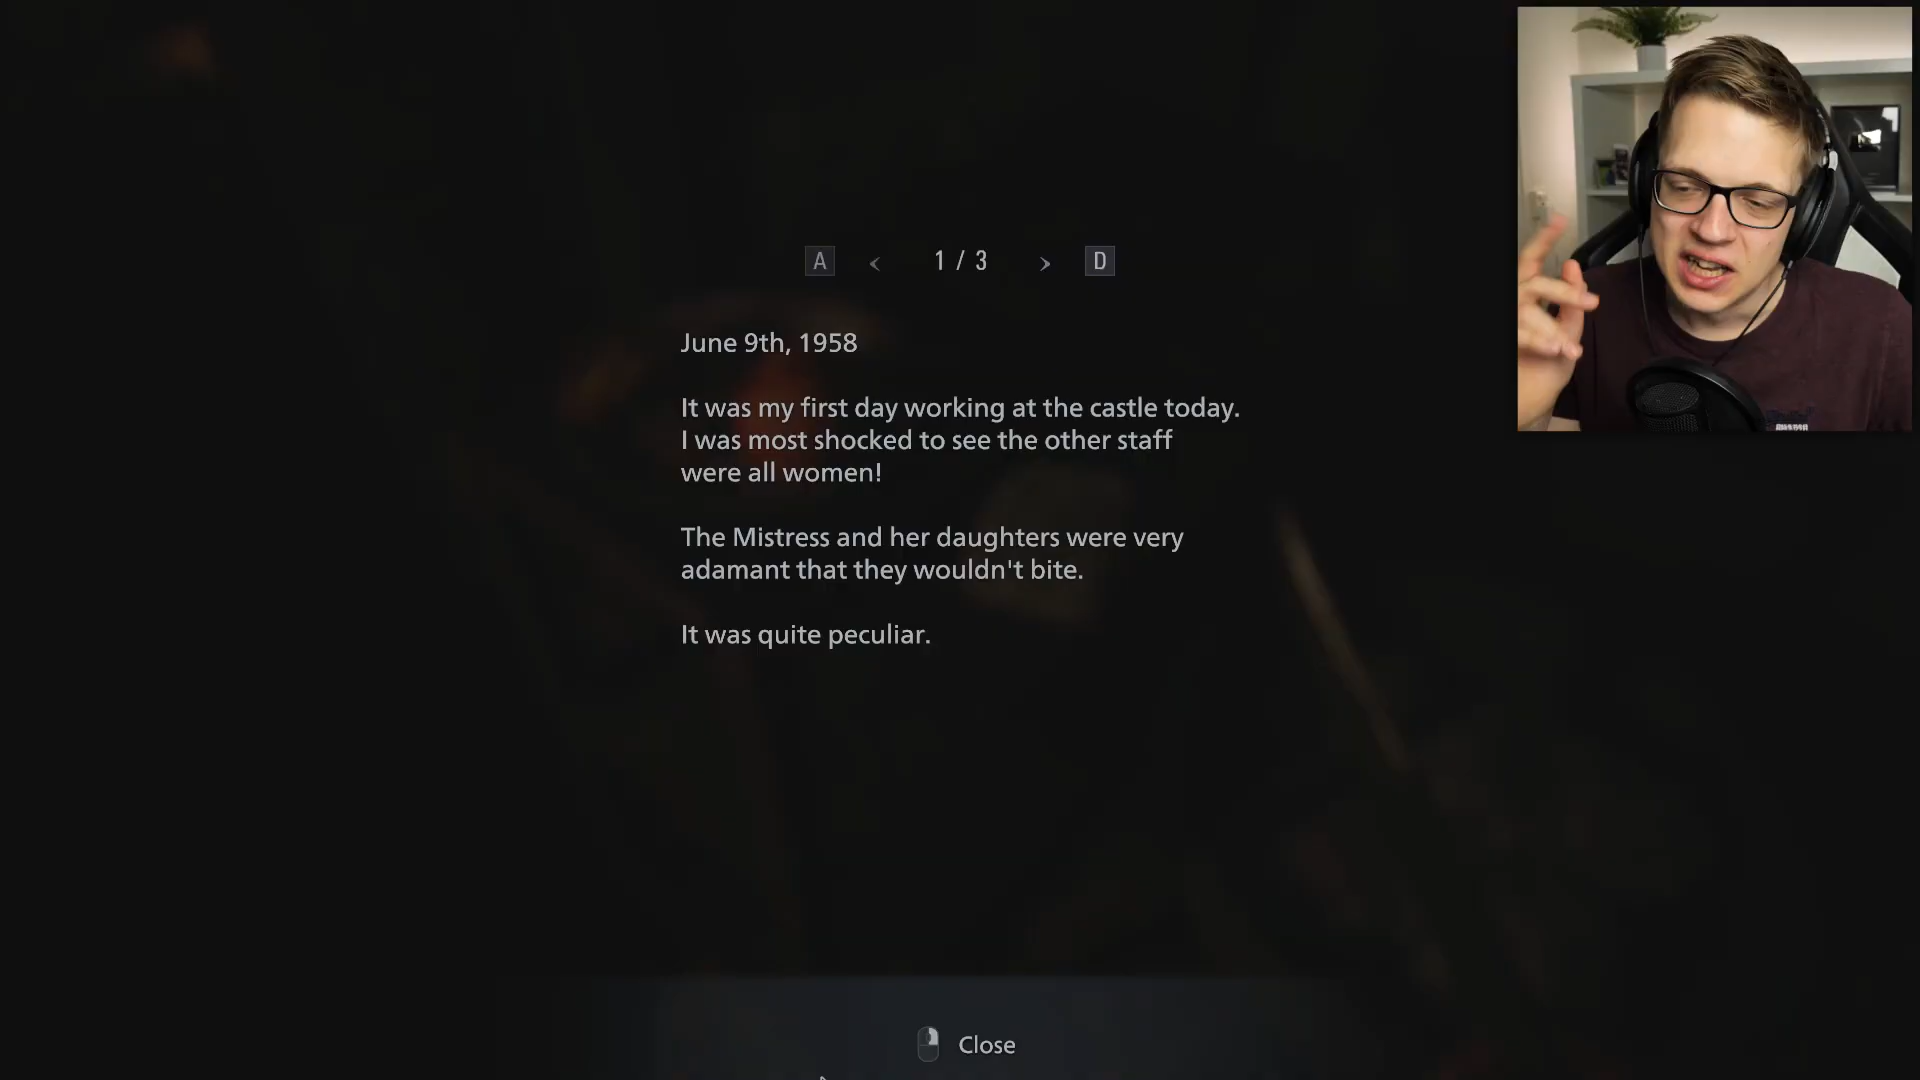 A < 1 / 3 > D
June 9th, 1958
It was my first day working at the castle today.
I was most shocked to see the other staff
were all women!
The Mistress and her daughters were very
adamant that they wouldn't bite.
It was quite peculiar.
Close